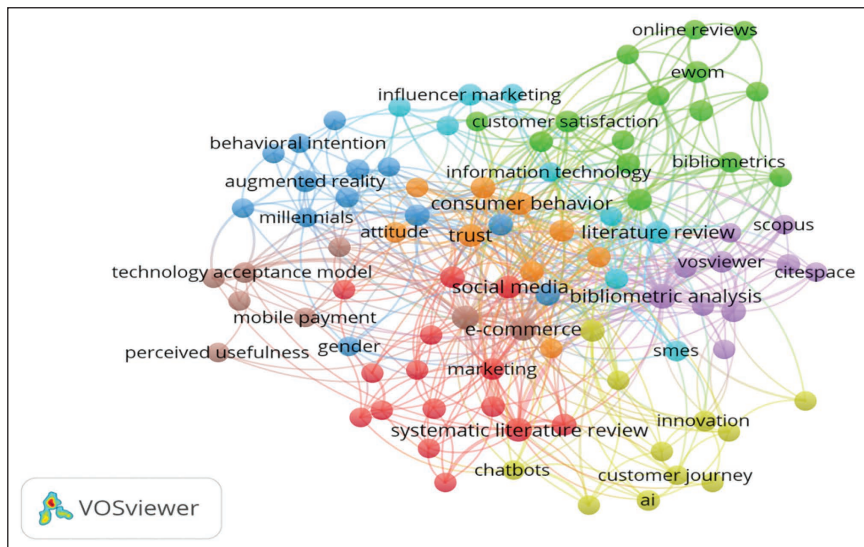 online reviews
ewom
influencer marketing
customer satisfaction
behavioral intention
information technology
bibliometrics
augmented reality
consumer behavior
millennials
scopus
attitude
trust
literature review
technology acceptance model
vosviewer
citespace
social media
bibliometric analysis
mobile payment
e-commerce
perceived usefulness
gender
smes
marketing
innovation
systematic literature review
chatbots
customer journey
ai
VOSviewer